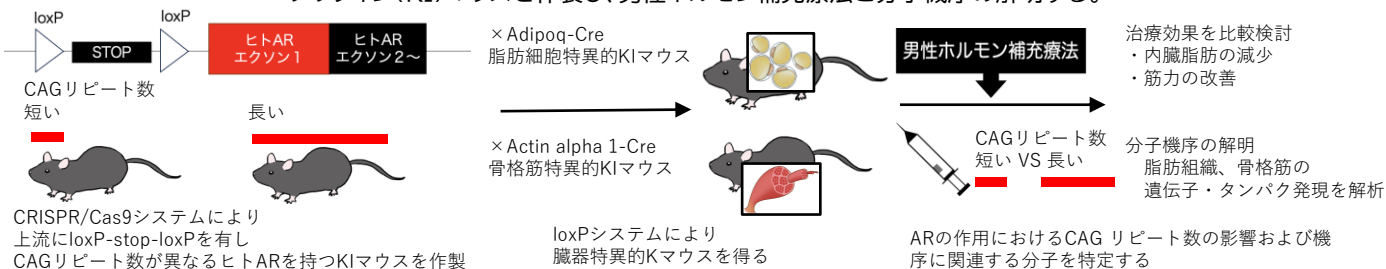 loxP
loxP
STOP
ヒトAR
エクソン1
ヒトAR
エクソン2〜
CAGリピート数
短い
長い
CRISPR/Cas9システムにより
上流にloxP-stop-loxPを有し
CAGリピート数が異なるヒトARを持つKIマウスを作製
×Adipoq-Cre
脂肪細胞特異的KIマウス
×Actin alpha 1-Cre
骨格筋特異的KIマウス
loxPシステムにより
臓器特異的Kマウスを得る
男性ホルモン補充療法
CAGリピート数
短い VS 長い
治療効果を比較検討
・内臓脂肪の減少
・筋力の改善
分子機序の解明
脂肪組織、骨格筋の
遺伝子・タンパク発現を解析
ARの作用におけるCAG リピート数の影響および機
序に関連する分子を特定する